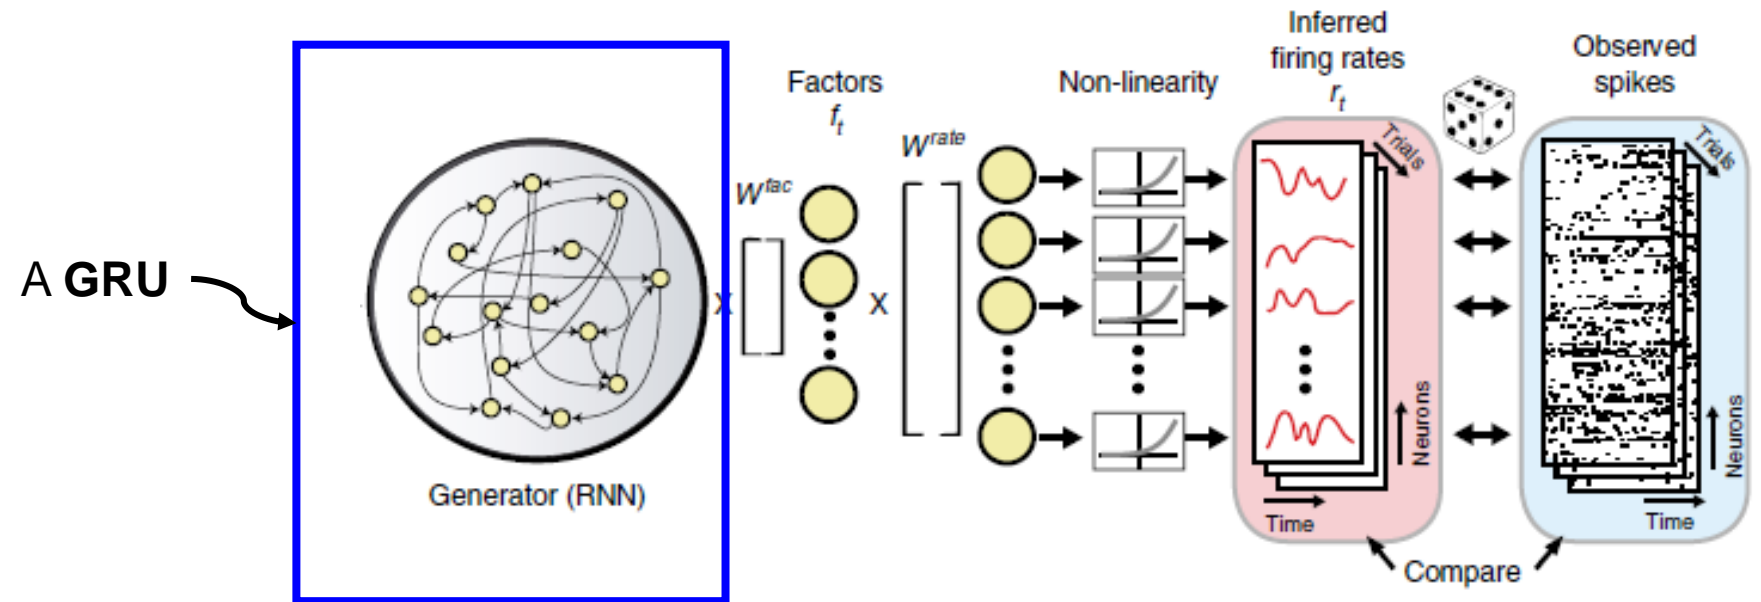 A GRU
Generator (RNN)
X
W^fac
Factors
f_t
X
W^rate
Non-linearity
Inferred
firing rates
r_t
Trials
Neurons
Time
Observed
spikes
Trials
Neurons
Time
Compare